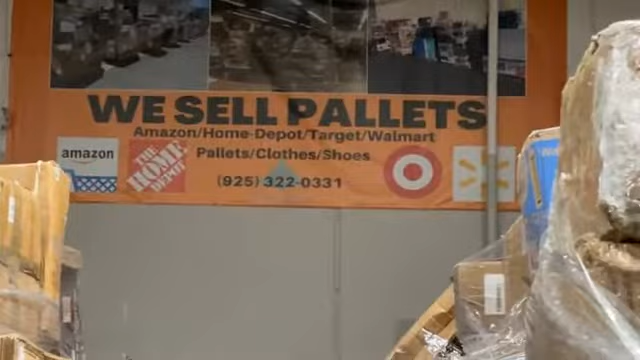 WE SELL PALLETS
Amazon/Home-Depot/Target/Walmart
amazon
THE HOME DEPOT
Pallets/Clothes/Shoes
(925) 322-0331